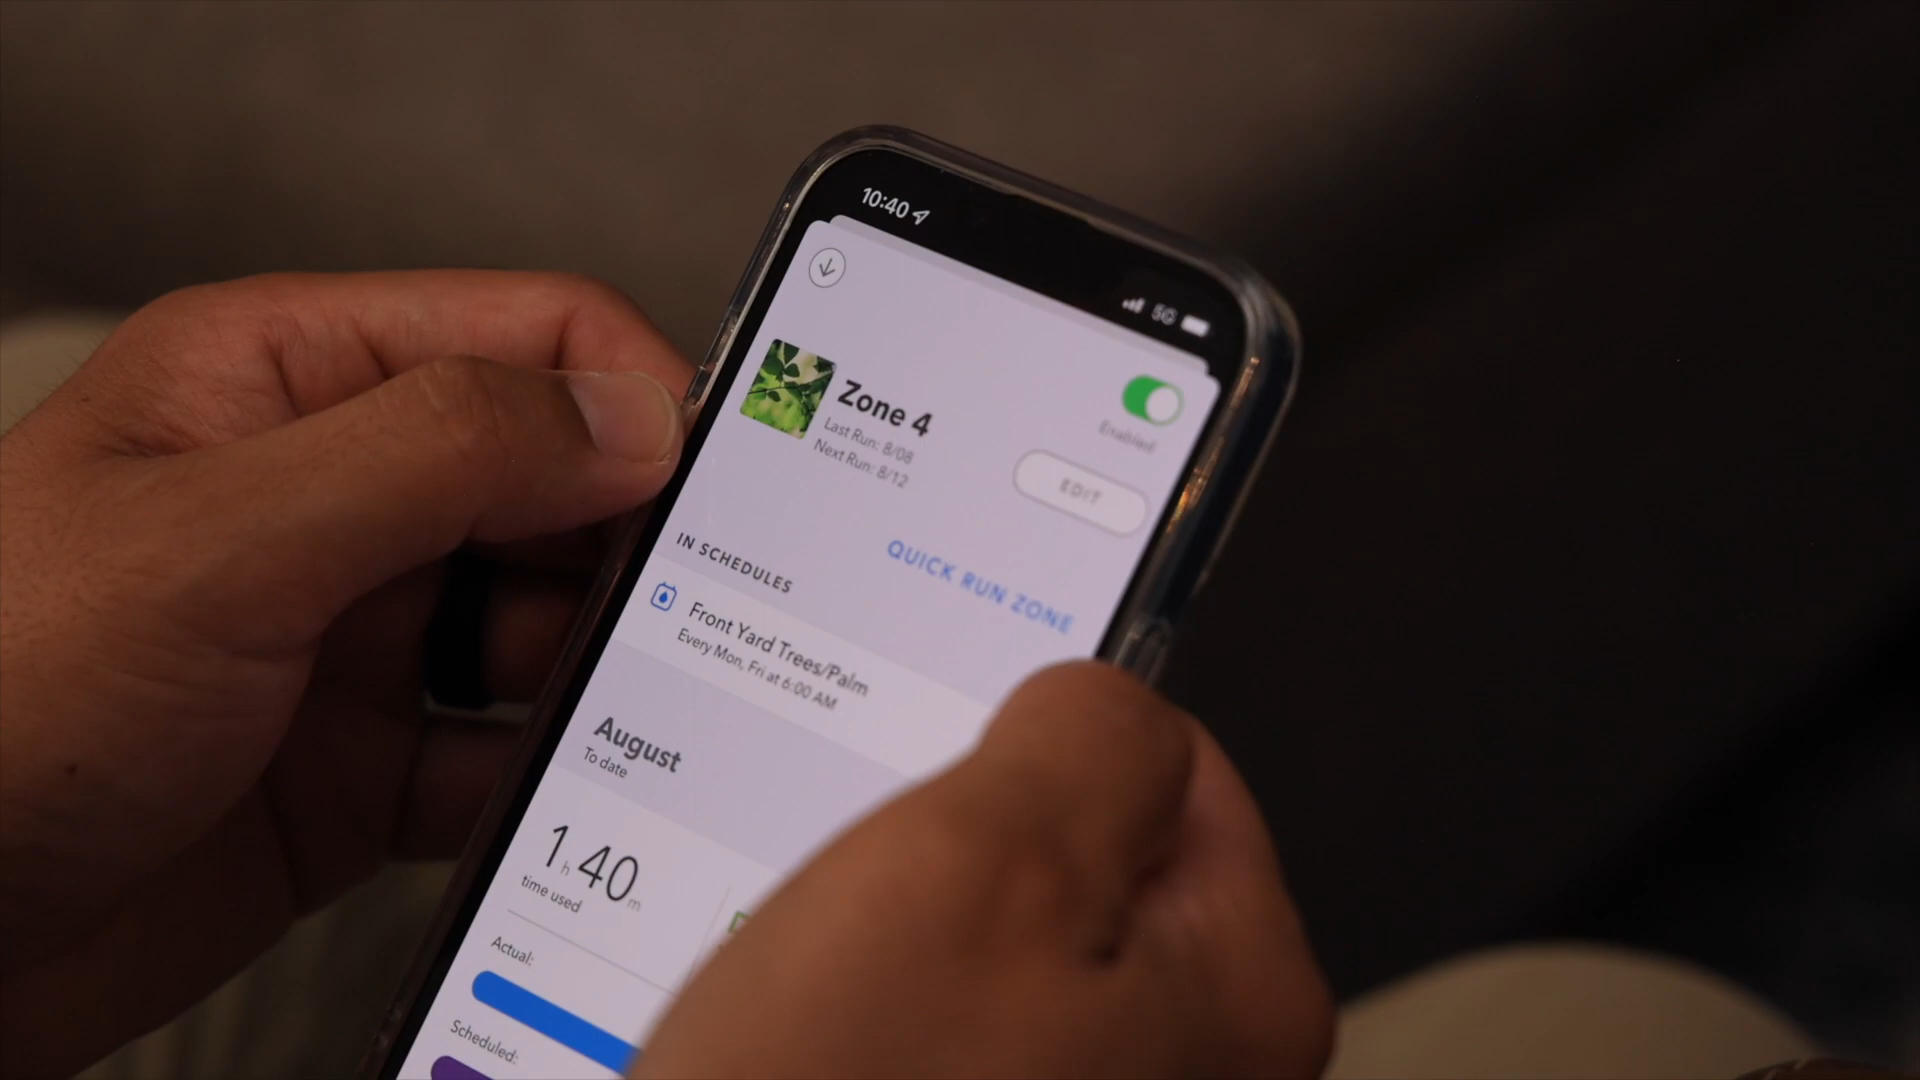 10:40
5G
Zone 4
Last Run: 8/08
Next Run: 8/12
Enabled
EDIT
QUICK RUN ZONE
IN SCHEDULES
Front Yard Trees/Palm
Every Mon, Fri at 6:00 AM
August
To date
1h 40m
time used
Actual:
Scheduled: